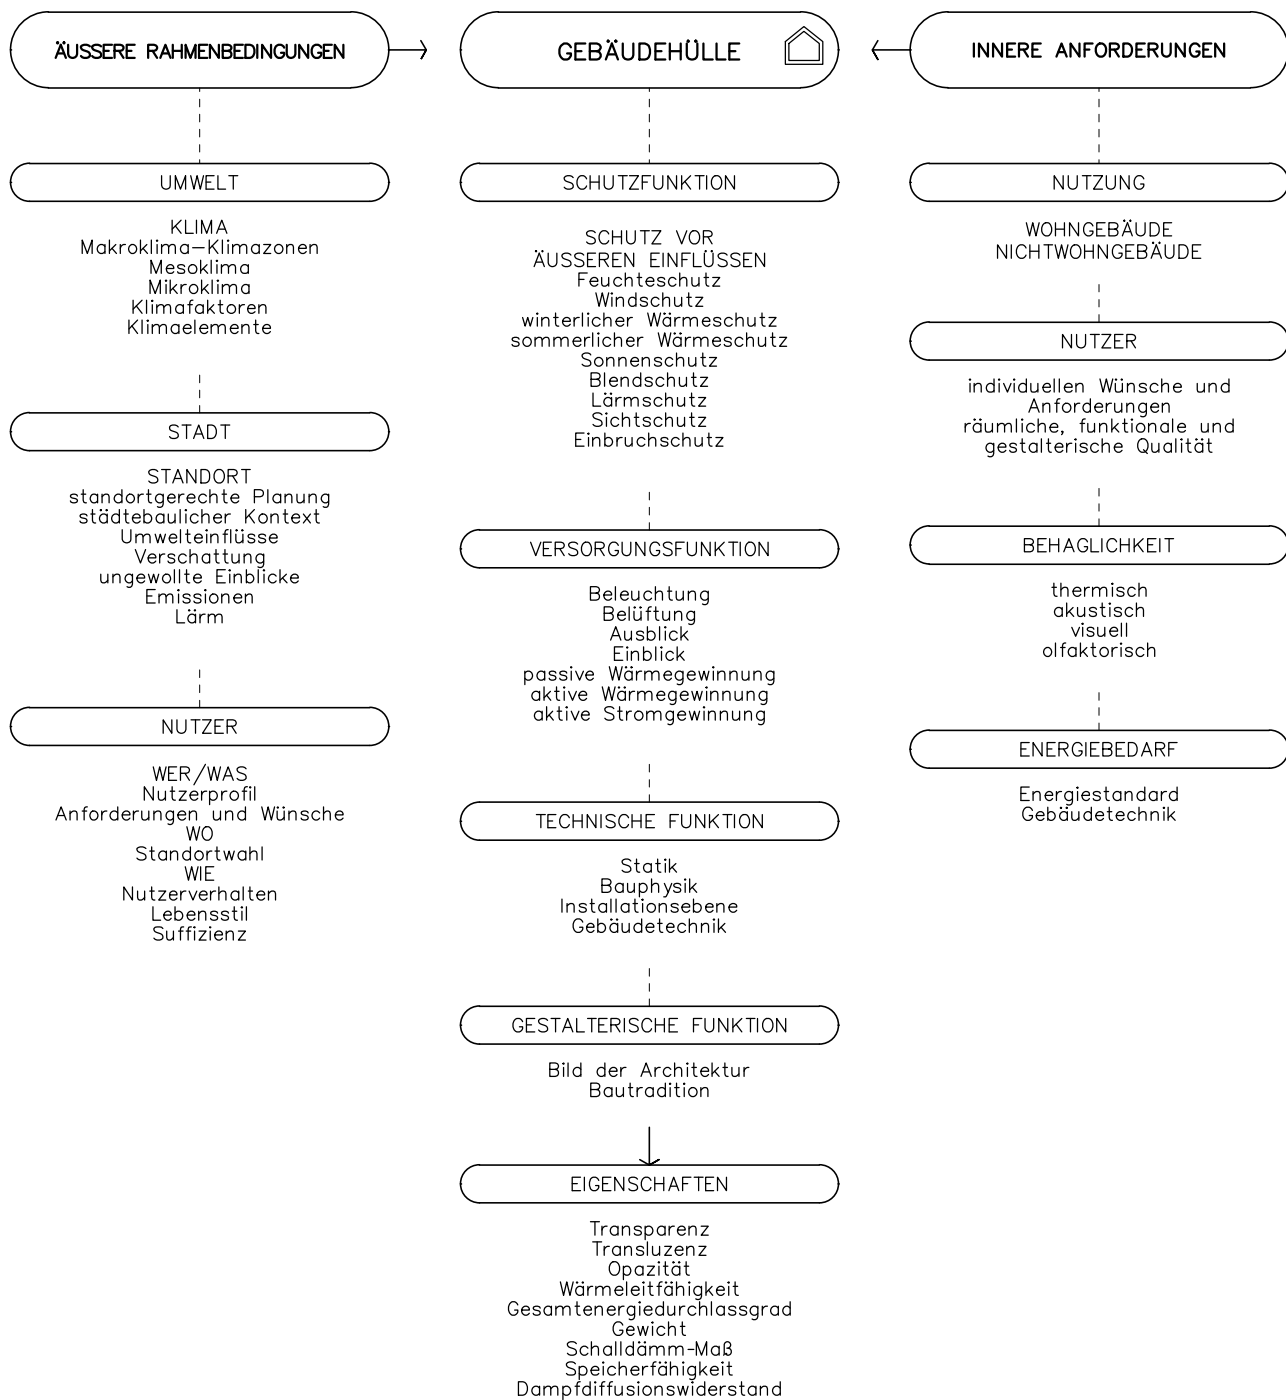 ÄUSSERE RAHMENBEDINGUNGEN
UMWELT
KLIMA
Makroklima–Klimazonen
Mesoklima
Mikroklima
Klimafaktoren
Klimaelemente
STADT
STANDORT
standortgerechte Planung
städtebaulicher Kontext
Umwelteinflüsse
Verschattung
ungewollte Einblicke
Emissionen
Lärm
NUTZER
WER/WAS
Nutzerprofil
Anforderungen und Wünsche
WO
Standortwahl
WIE
Nutzerverhalten
Lebensstil
Suffizienz
GEBÄUDEHÜLLE
SCHUTZFUNKTION
SCHUTZ VOR
ÄUSSEREN EINFLÜSSEN
Feuchteschutz
Windschutz
winterlicher Wärmeschutz
sommerlicher Wärmeschutz
Sonnenschutz
Blendschutz
Lärmschutz
Sichtschutz
Einbruchschutz
VERSORGUNGSFUNKTION
Beleuchtung
Belüftung
Ausblick
Einblick
passive Wärmegewinnung
aktive Wärmegewinnung
aktive Stromgewinnung
TECHNISCHE FUNKTION
Statik
Bauphysik
Installationsebene
Gebäudetechnik
GESTALTERISCHE FUNKTION
Bild der Architektur
Bautradition
EIGENSCHAFTEN
Transparenz
Transluzenz
Opazität
Wärmeleitfähigkeit
Gesamtenergiedurchlassgrad
Gewicht
Schalldämm-Maß
Speicherfähigkeit
Dampfdiffusionswiderstand
INNERE ANFORDERUNGEN
NUTZUNG
WOHNGEBÄUDE
NICHTWOHNGEBÄUDE
NUTZER
individuellen Wünsche und
Anforderungen
räumliche, funktionale und
gestalterische Qualität
BEHAGLICHKEIT
thermisch
akustisch
visuell
olfaktorisch
ENERGIEBEDARF
Energiestandard
Gebäudetechnik